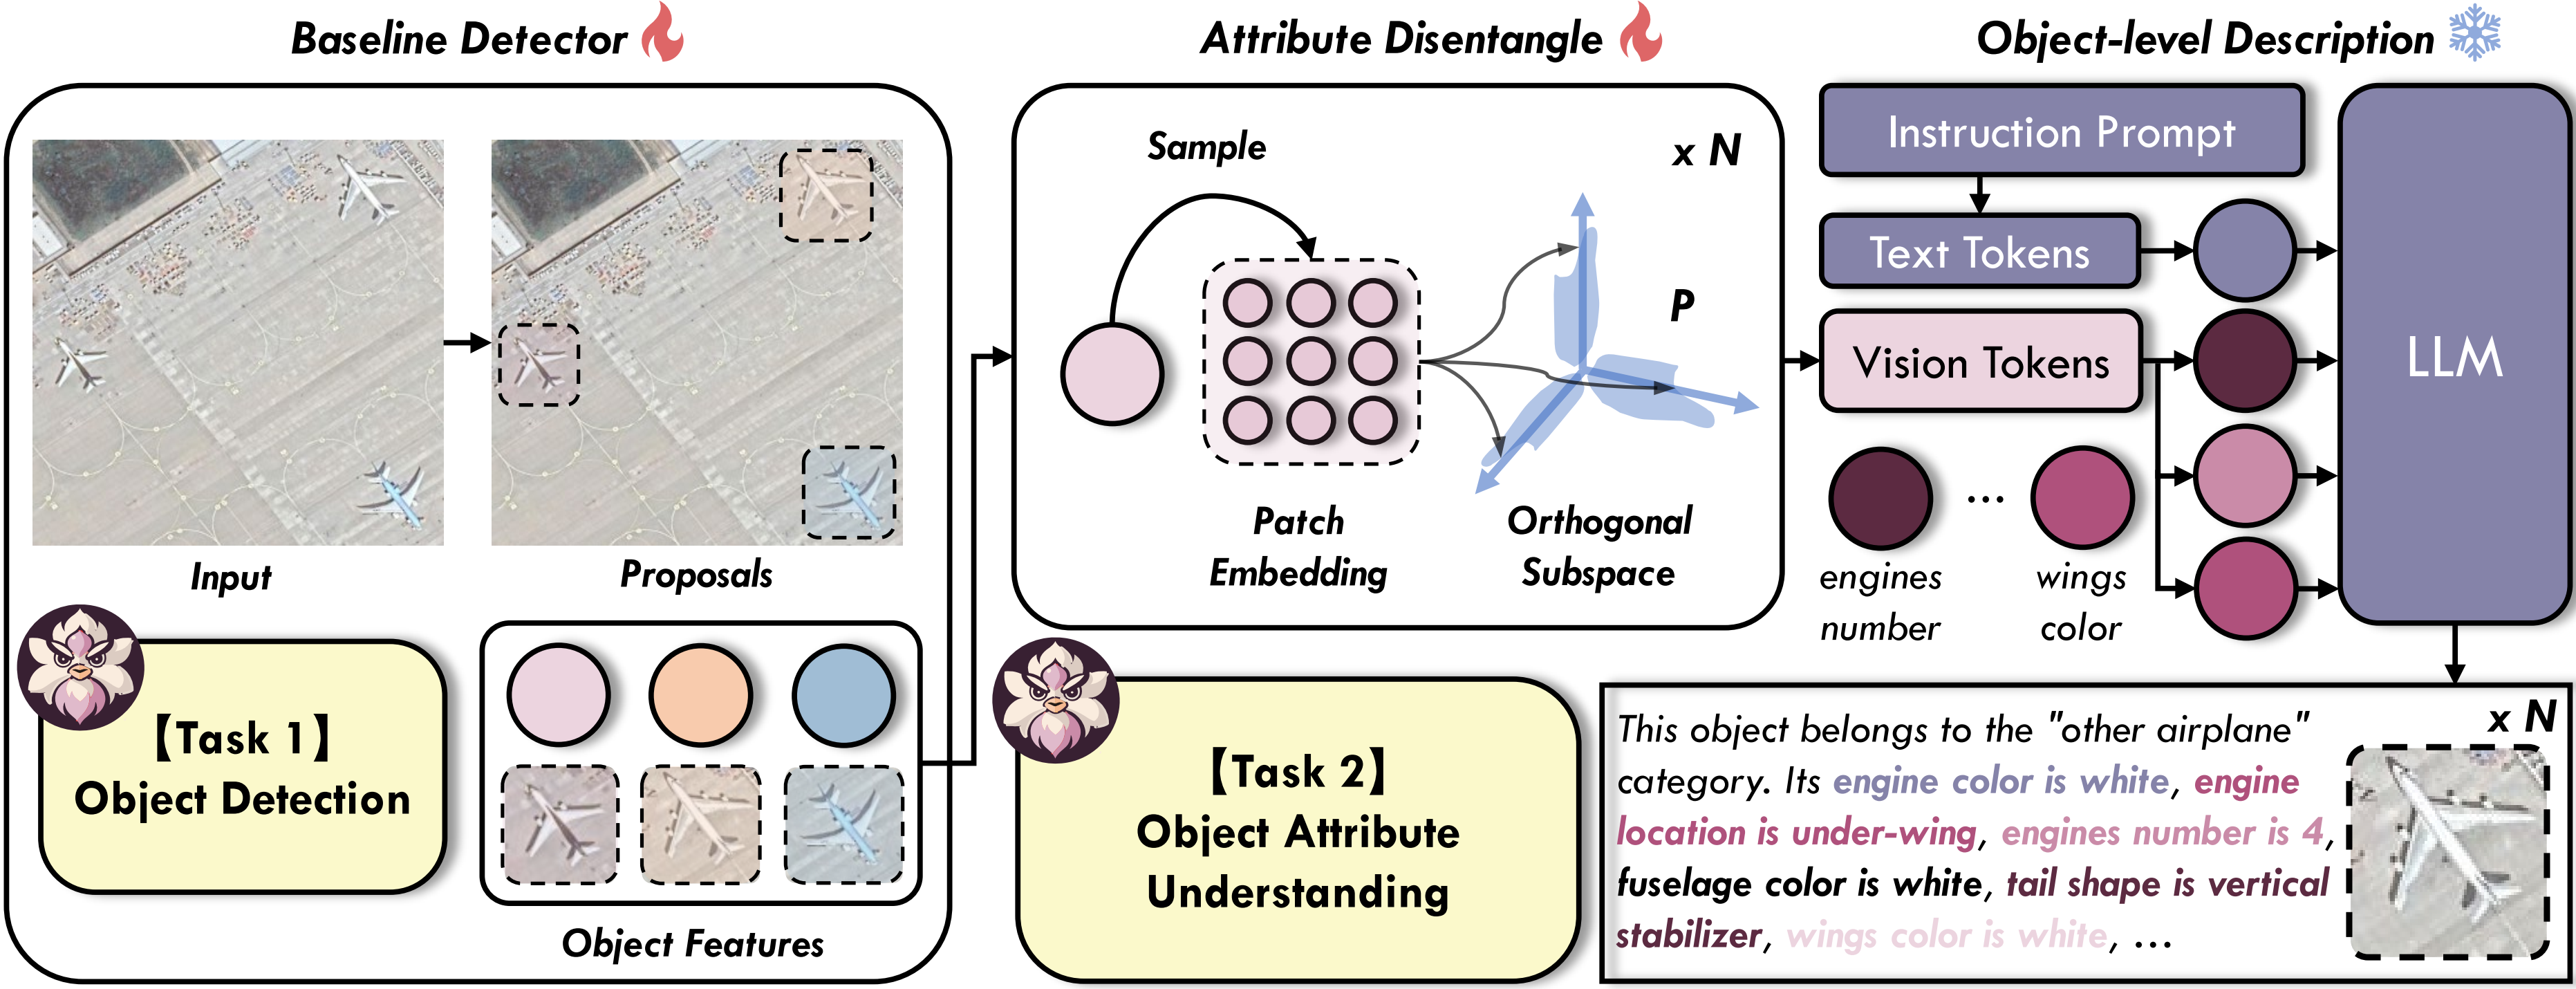 Baseline Detector
Input
Proposals
【Task 1】
Object Detection
Object Features
Attribute Disentangle
Sample
x N
P
Patch
Embedding
Orthogonal
Subspace
【Task 2】
Object Attribute
Understanding
Object-level Description
Instruction Prompt
Text Tokens
Vision Tokens
LLM
...
engines
number
wings
color
x N
This object belongs to the "other airplane"
category. Its engine color is white, engine
location is under-wing, engines number is 4,
fuselage color is white, tail shape is vertical
stabilizer, wings color is white, ...